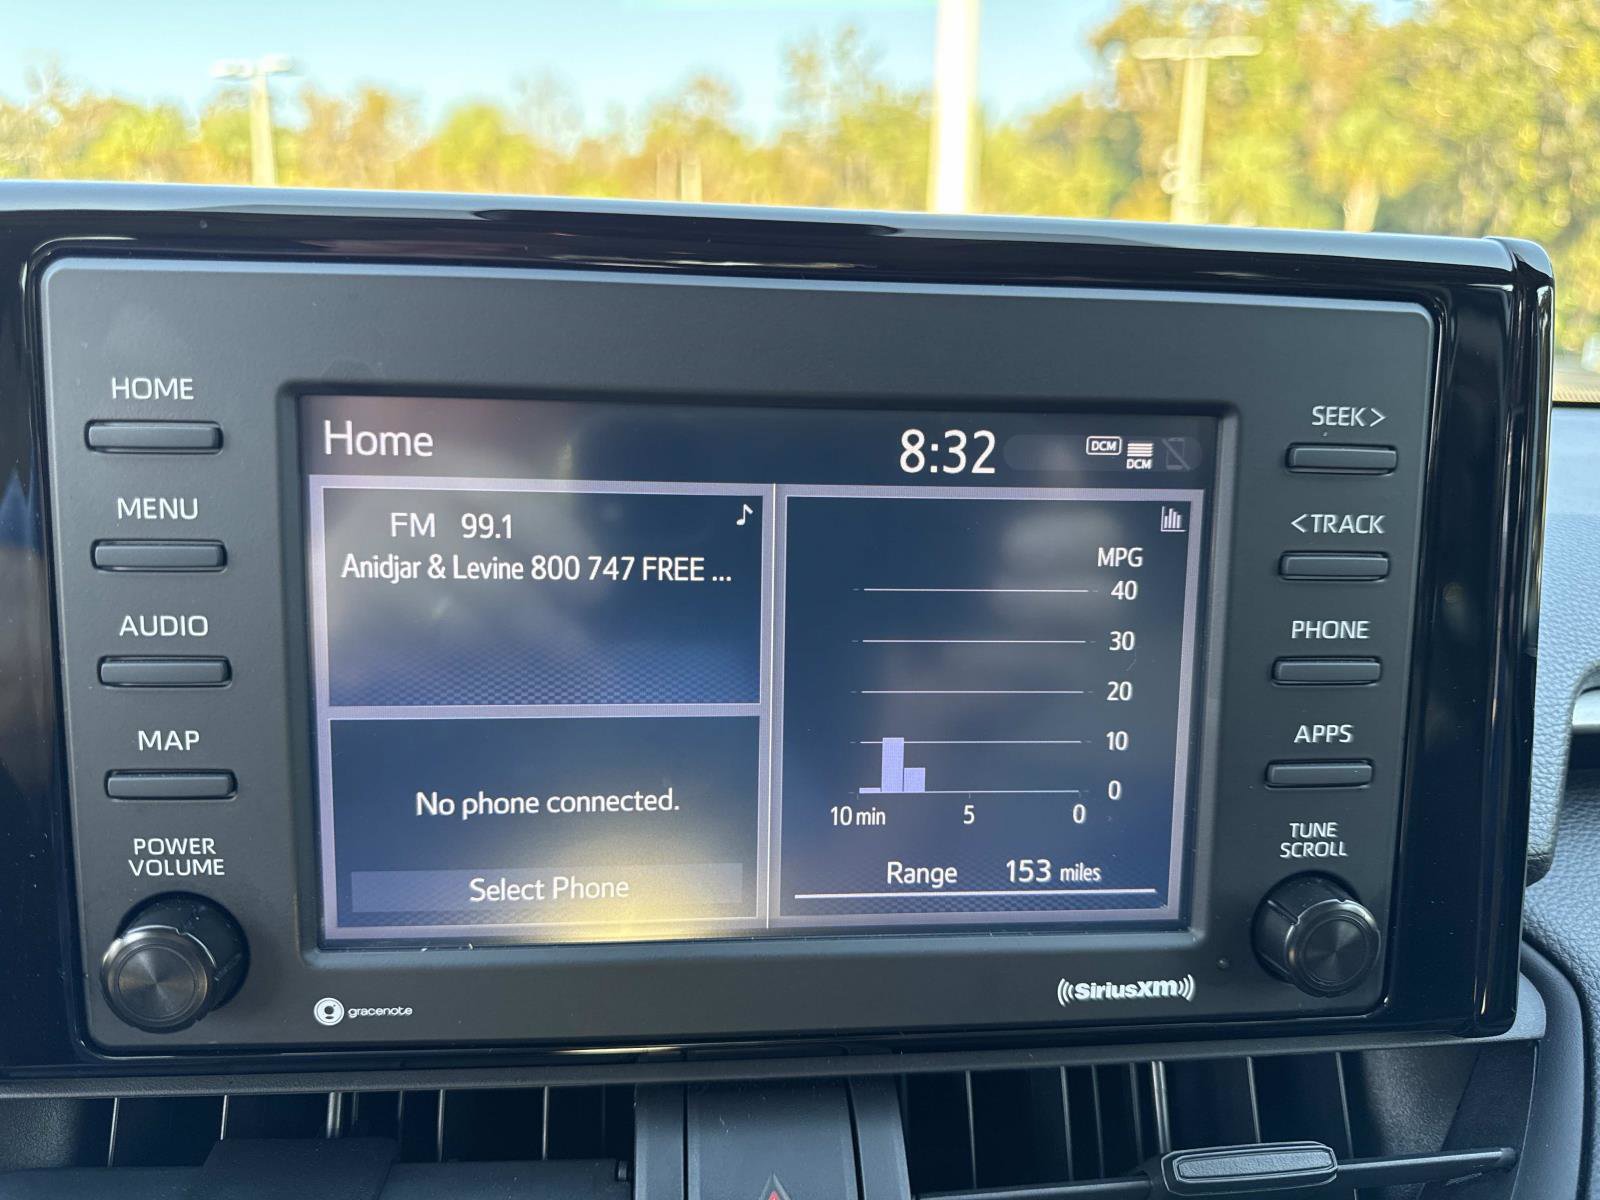 HOME
MENU
AUDIO
MAP
POWER
VOLUME
Home
8:32
DCM
DCM
FM 99.1
Anidjar & Levine 800 747 FREE ...
No phone connected.
Select Phone
MPG
40
30
20
10
0
10 min 5 0
Range 153 miles
SEEK >
< TRACK
PHONE
APPS
TUNE
SCROLL
gracenote
((SiriusXM))